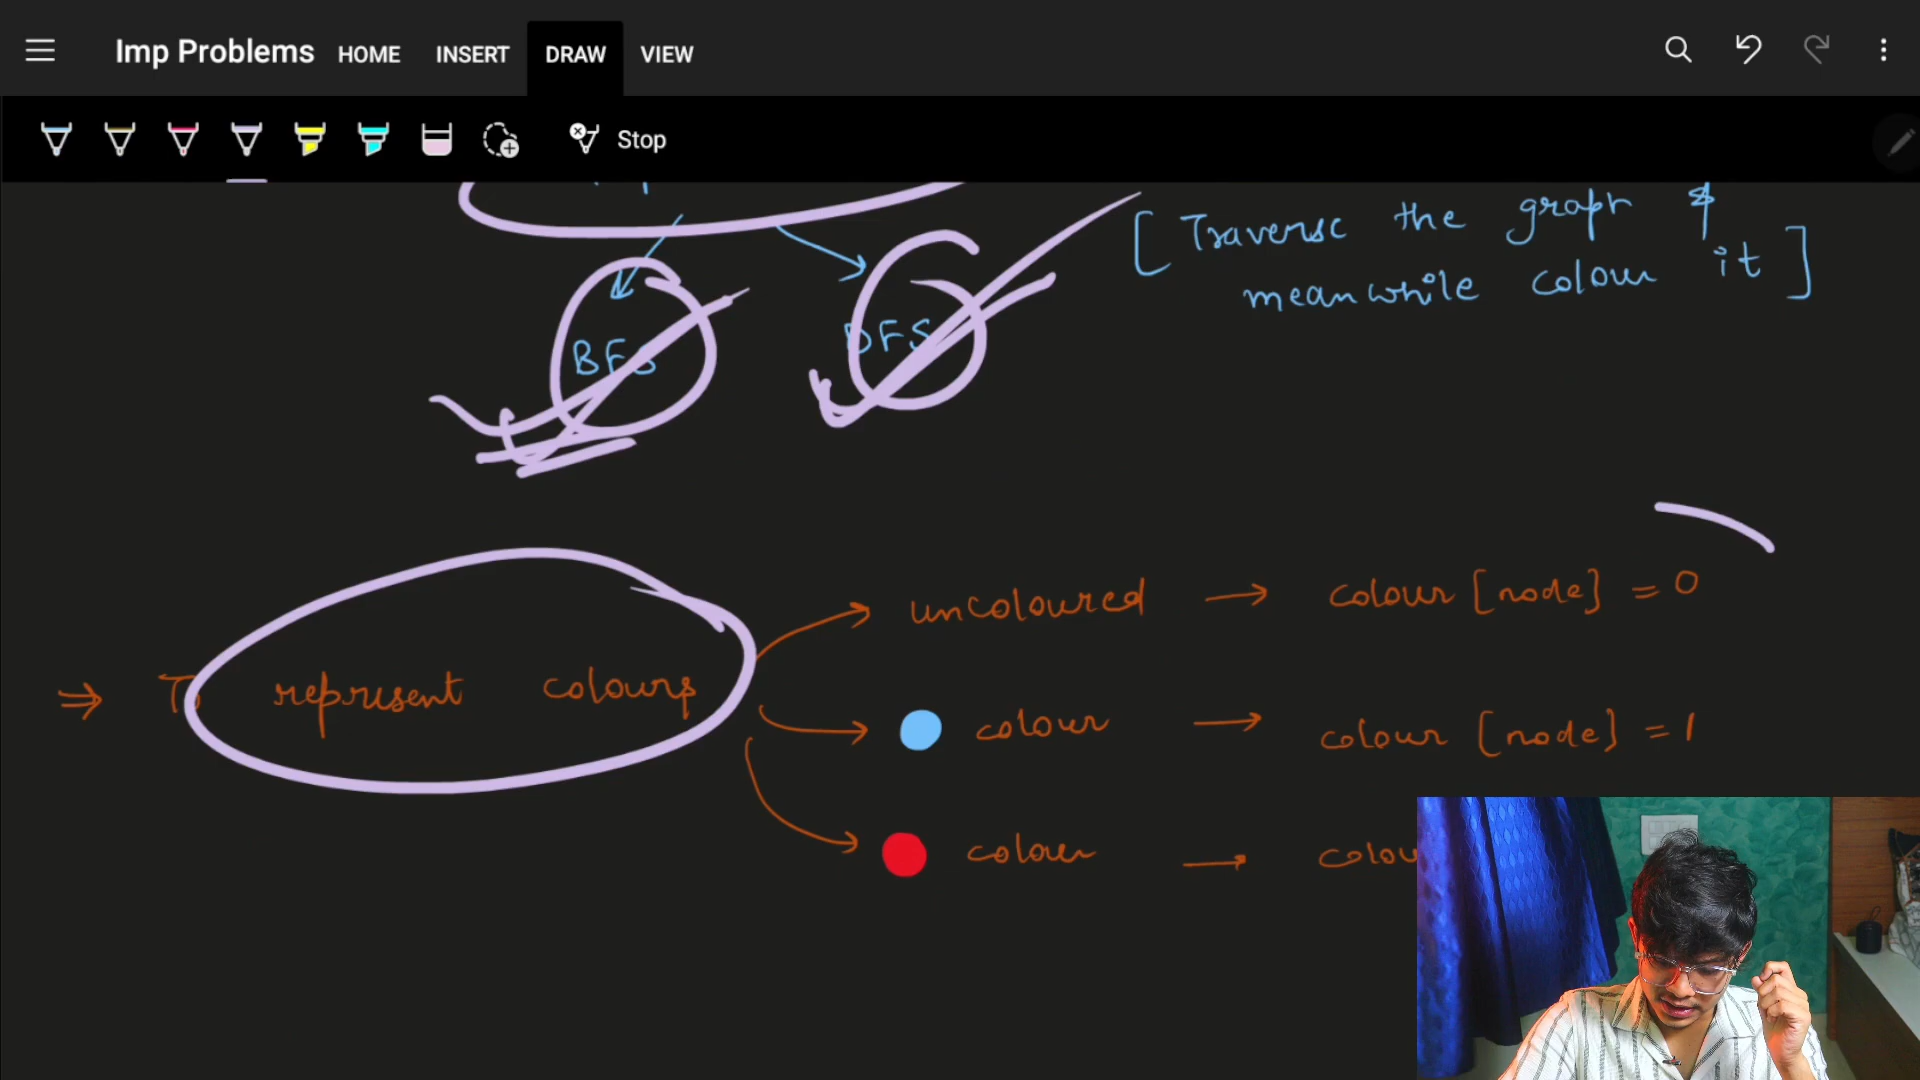 Imp Problems HOME INSERT DRAW VIEW
Stop
[ Traverse the graph &
meanwhile colour it ]
BFS
DFS
uncoloured → colour [node] = 0
⇒ To represent colours
colour → colour [node] = 1
colour → colou